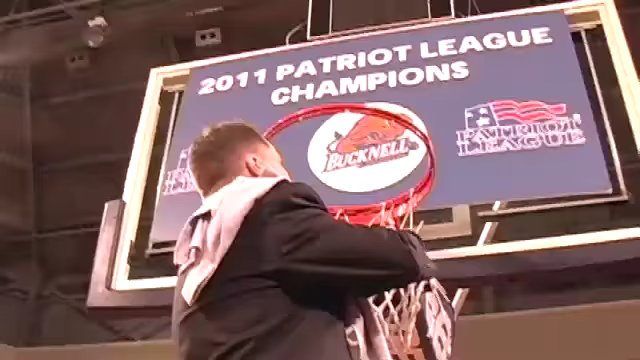 2011 PATRIOT LEAGUE
CHAMPIONS
BUCKNELL
PATRIOT
LEAGUE